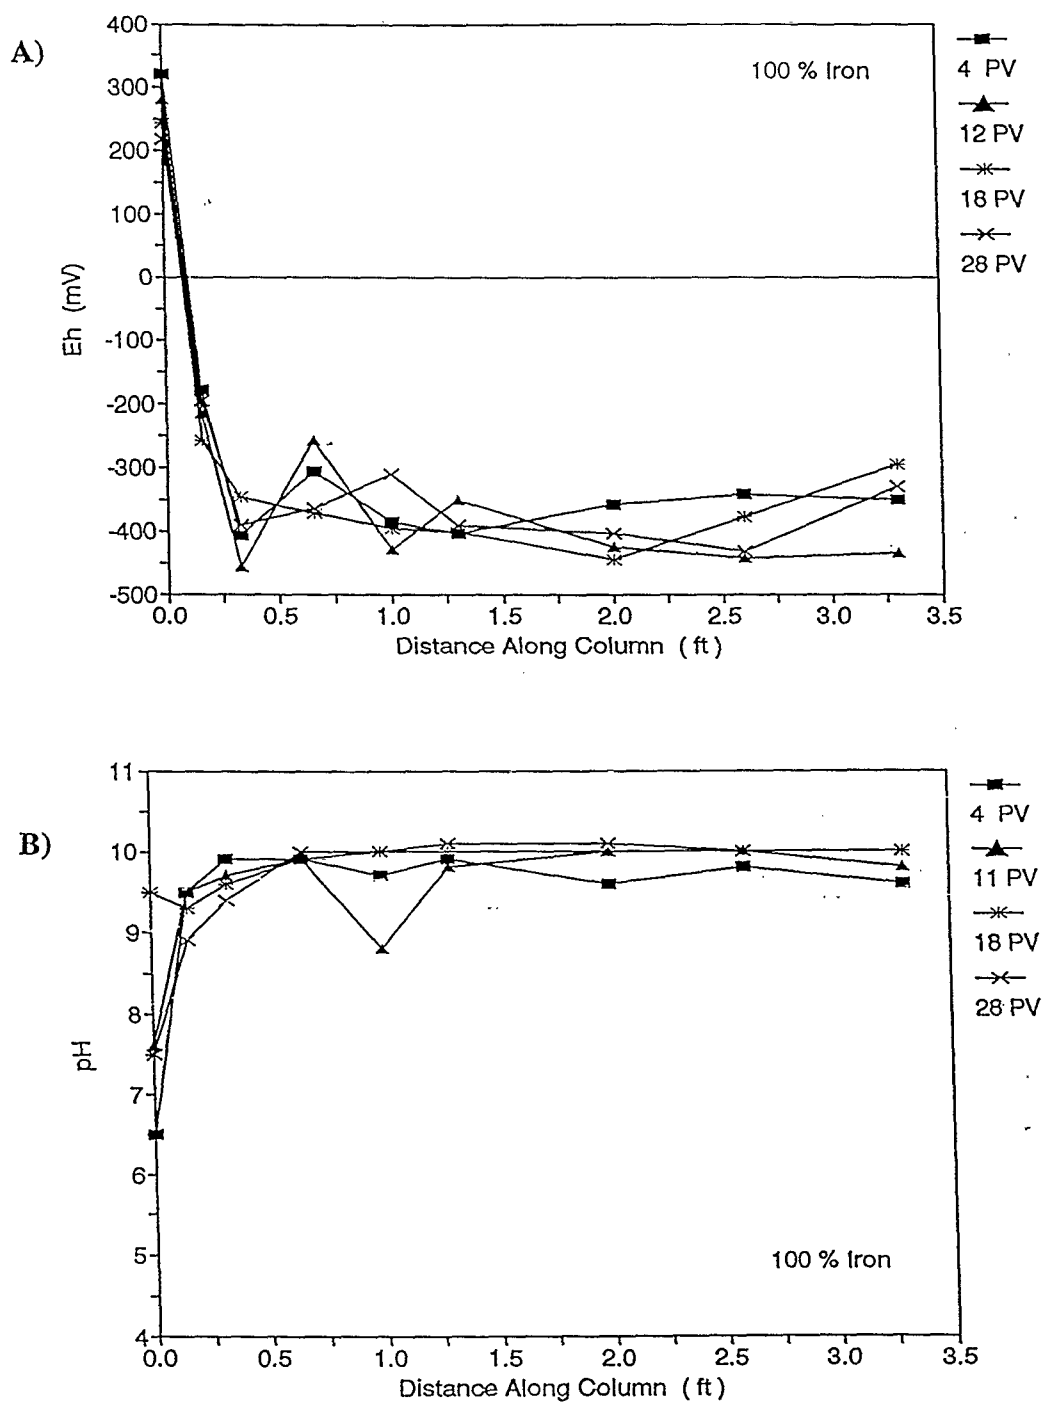 A)
400
300
200
100
0
-100
-200
-300
-400
-500
Eh (mV)
100 % Iron
4 PV
12 PV
18 PV
28 PV
0.0 0.5 1.0 1.5 2.0 2.5 3.0 3.5
Distance Along Column ( ft )
B)
11
10
9
8
7
6
5
4
pH
4 PV
11 PV
18 PV
28 PV
100 % Iron
0.0 0.5 1.0 1.5 2.0 2.5 3.0 3.5
Distance Along Column ( ft )